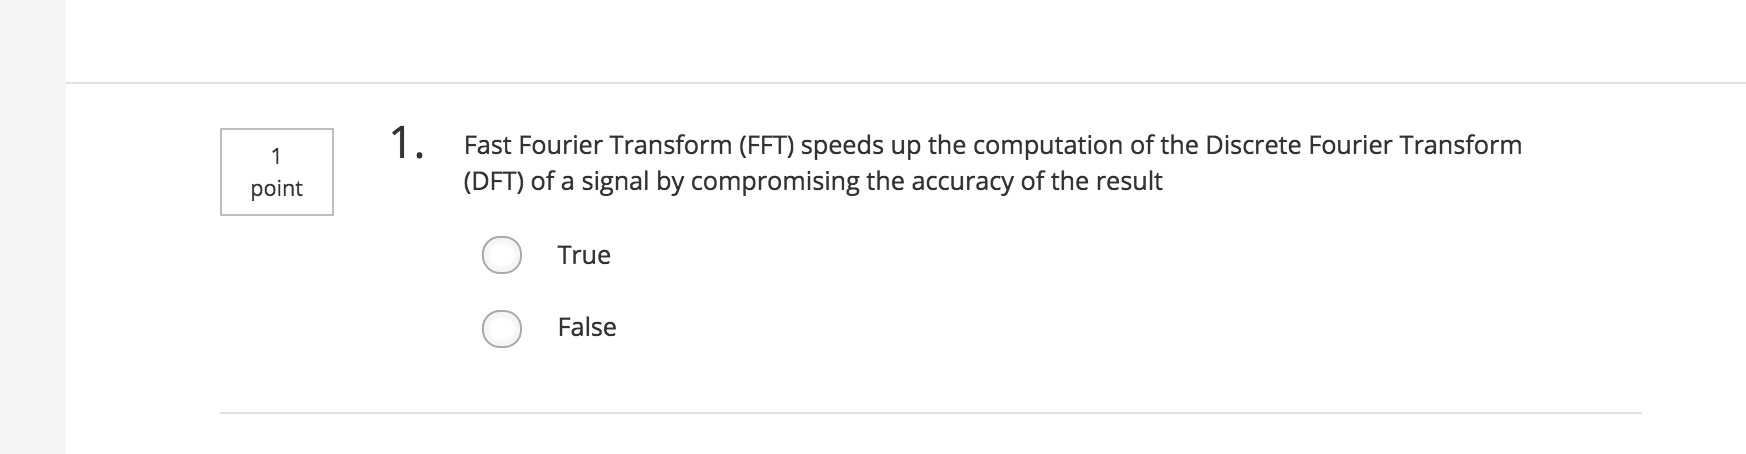 1
point
1.
Fast Fourier Transform (FFT) speeds up the computation of the Discrete Fourier Transform
(DFT) of a signal by compromising the accuracy of the result
True
False